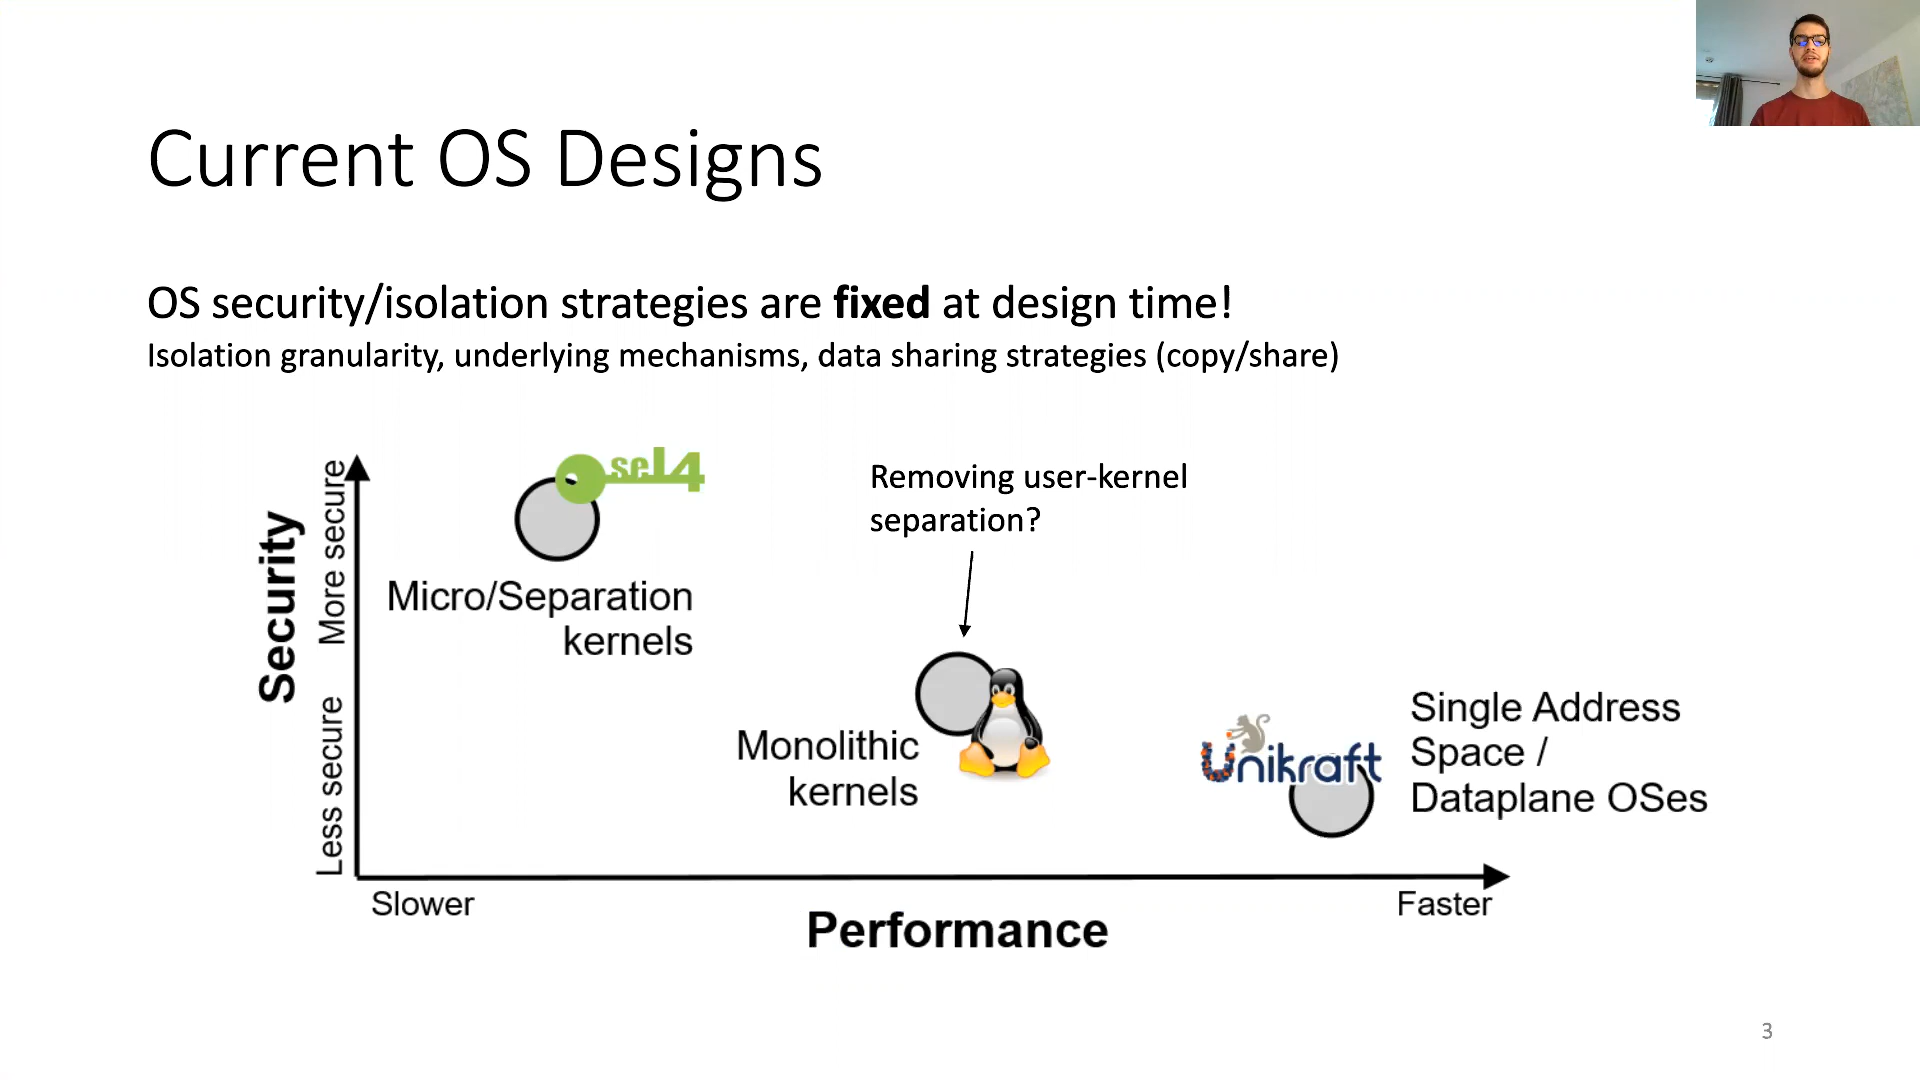 Current OS Designs
OS security/isolation strategies are fixed at design time!
Isolation granularity, underlying mechanisms, data sharing strategies (copy/share)
Security
More secure
Less secure
seL4
Micro/Separation
kernels
Removing user-kernel
separation?
Monolithic
kernels
Unikraft
Single Address
Space /
Dataplane OSes
Slower
Faster
Performance
3